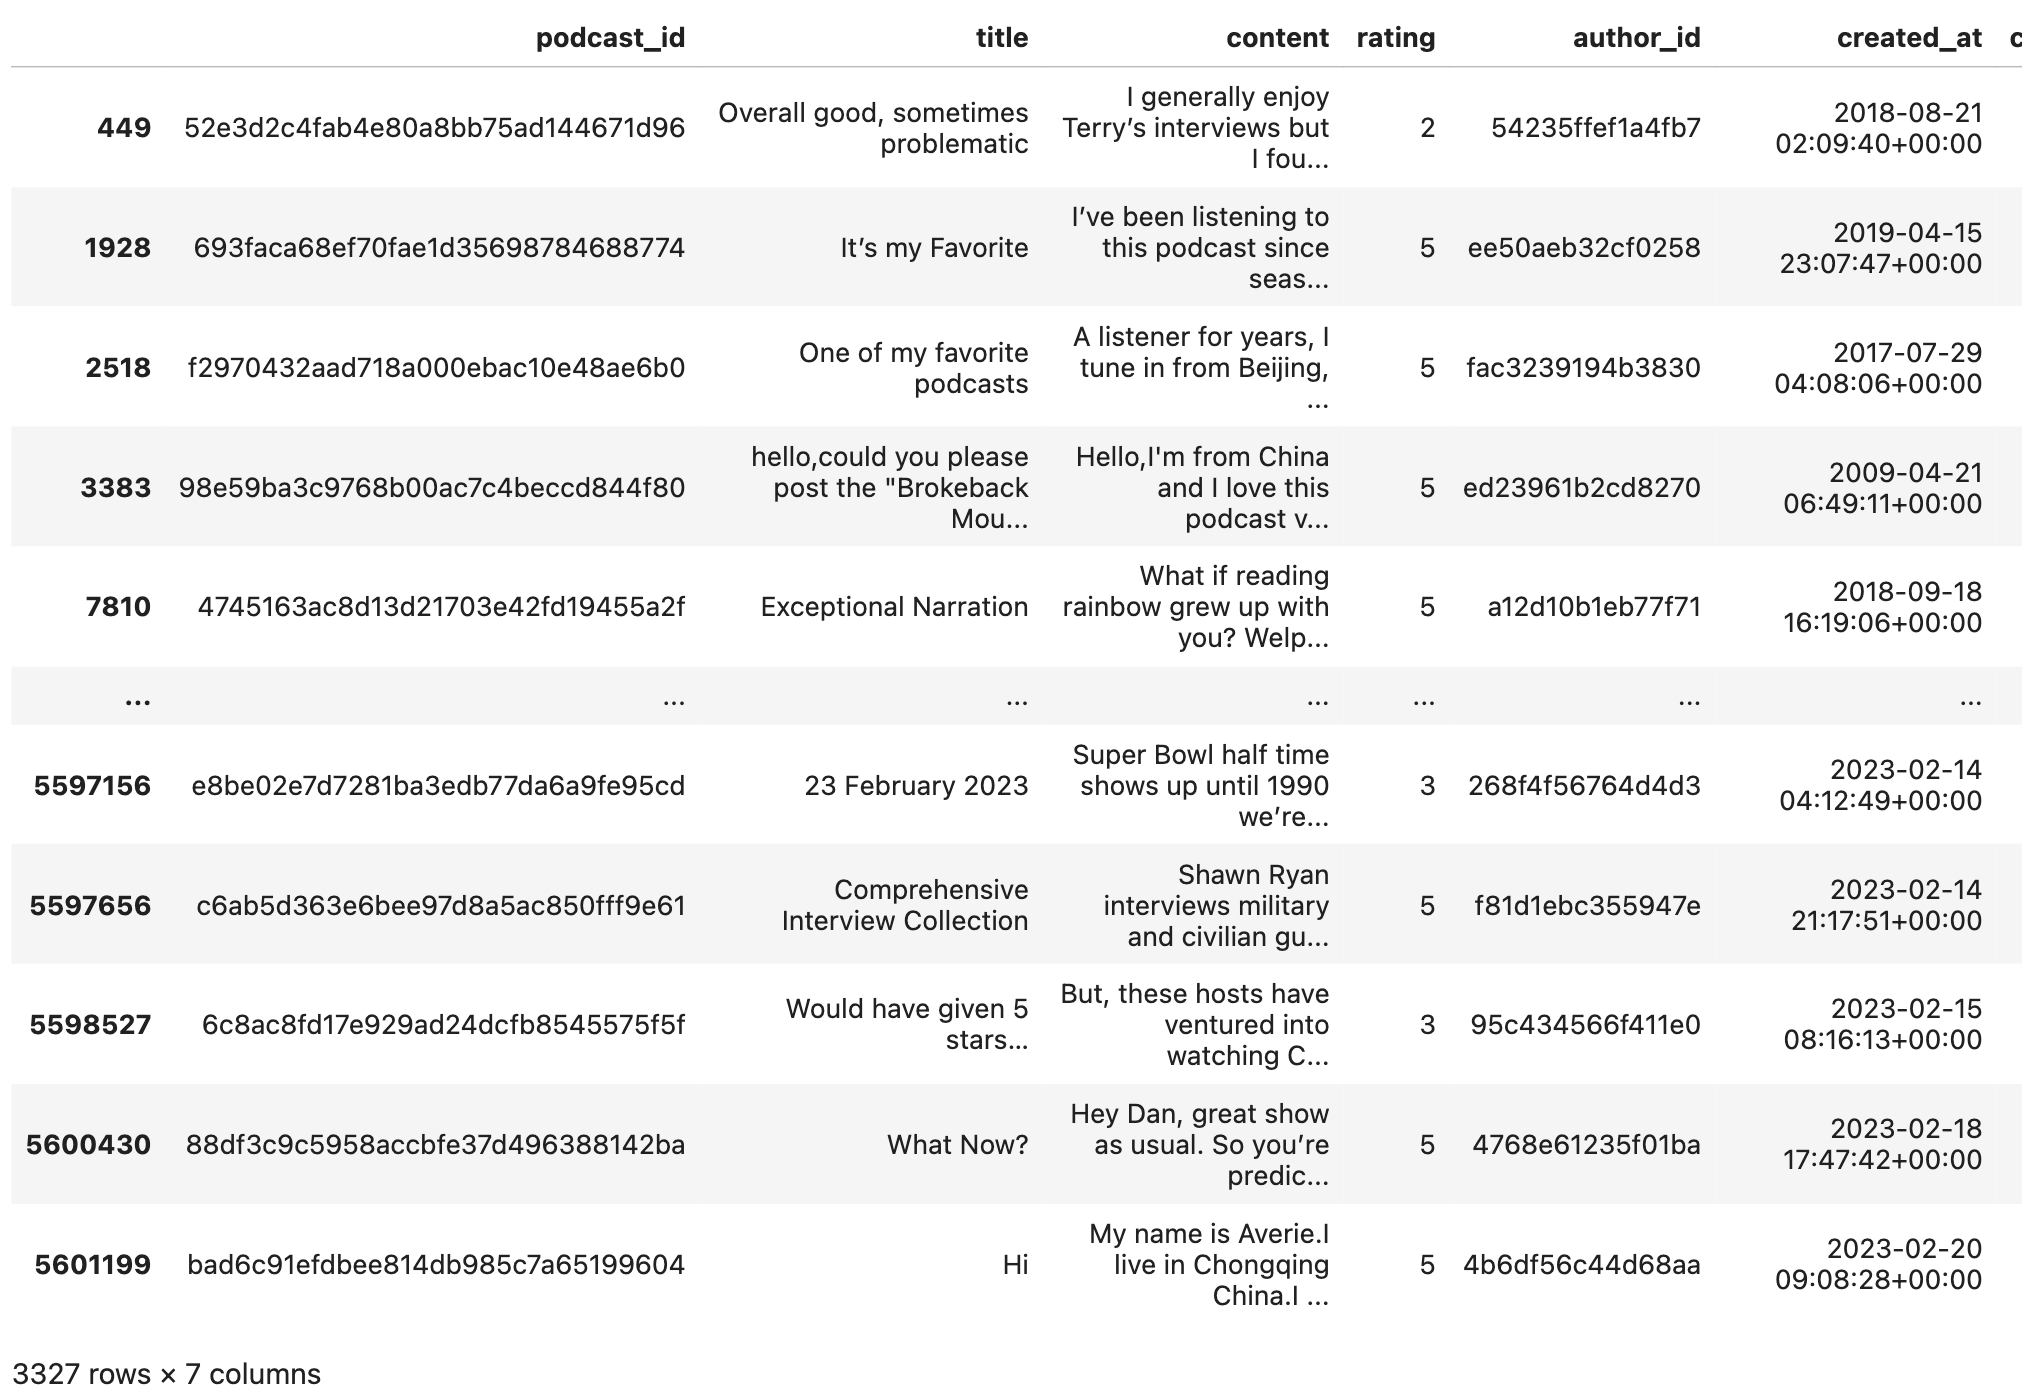 podcast_id title content rating author_id created_at c
449 52e3d2c4fab4e80a8bb75ad144671d96 Overall good, sometimes problematic I generally enjoy Terry’s interviews but I fou... 2 54235ffef1a4fb7 2018-08-21 02:09:40+00:00
1928 693faca68ef70fae1d35698784688774 It’s my Favorite I’ve been listening to this podcast since seas... 5 ee50aeb32cf0258 2019-04-15 23:07:47+00:00
2518 f2970432aad718a000ebac10e48ae6b0 One of my favorite podcasts A listener for years, I tune in from Beijing, ... 5 fac3239194b3830 2017-07-29 04:08:06+00:00
3383 98e59ba3c9768b00ac7c4beccd844f80 hello,could you please post the "Brokeback Mou... Hello,I'm from China and I love this podcast v... 5 ed23961b2cd8270 2009-04-21 06:49:11+00:00
7810 4745163ac8d13d21703e42fd19455a2f Exceptional Narration What if reading rainbow grew up with you? Welp... 5 a12d10b1eb77f71 2018-09-18 16:19:06+00:00
... ... ... ... ... ... ...
5597156 e8be02e7d7281ba3edb77da6a9fe95cd 23 February 2023 Super Bowl half time shows up until 1990 we’re... 3 268f4f56764d4d3 2023-02-14 04:12:49+00:00
5597656 c6ab5d363e6bee97d8a5ac850fff9e61 Comprehensive Interview Collection Shawn Ryan interviews military and civilian gu... 5 f81d1ebc355947e 2023-02-14 21:17:51+00:00
5598527 6c8ac8fd17e929ad24dcfb8545575f5f Would have given 5 stars... But, these hosts have ventured into watching C... 3 95c434566f411e0 2023-02-15 08:16:13+00:00
5600430 88df3c9c5958accbfe37d496388142ba What Now? Hey Dan, great show as usual. So you’re predic... 5 4768e61235f01ba 2023-02-18 17:47:42+00:00
5601199 bad6c91efdbee814db985c7a65199604 Hi My name is Averie.I live in Chongqing China.I ... 5 4b6df56c44d68aa 2023-02-20 09:08:28+00:00
3327 rows × 7 columns